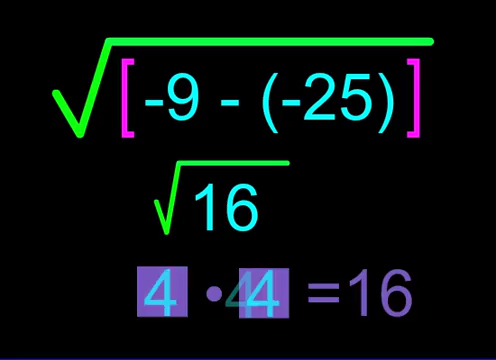 √[-9 - (-25)]
√16
4 • 4 =16